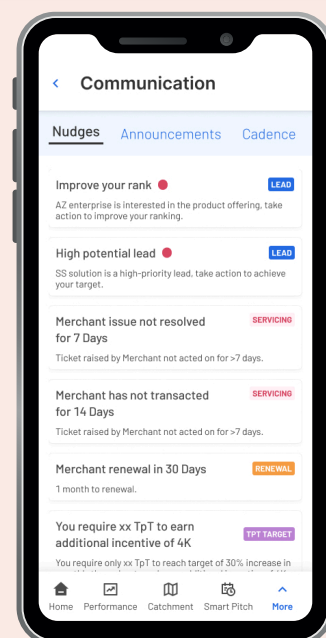 Communication
Nudges Announcements Cadence
Improve your rank LEAD
AZ enterprise is interested in the product offering, take
action to improve your ranking.
High potential lead LEAD
SS solution is a high-priority lead, take action to achieve
your target.
Merchant issue not resolved SERVICING
for 7 Days
Ticket raised by Merchant not acted on for >7 days.
Merchant has not transacted SERVICING
for 14 Days
Ticket raised by Merchant not acted on for >7 days.
Merchant renewal in 30 Days RENEWAL
1 month to renewal.
You require xx TpT to earn
additional incentive of 4K TPT TARGET
You require only xx TpT to reach target of 30% increase in
Home Performance Catchment Smart Pitch More